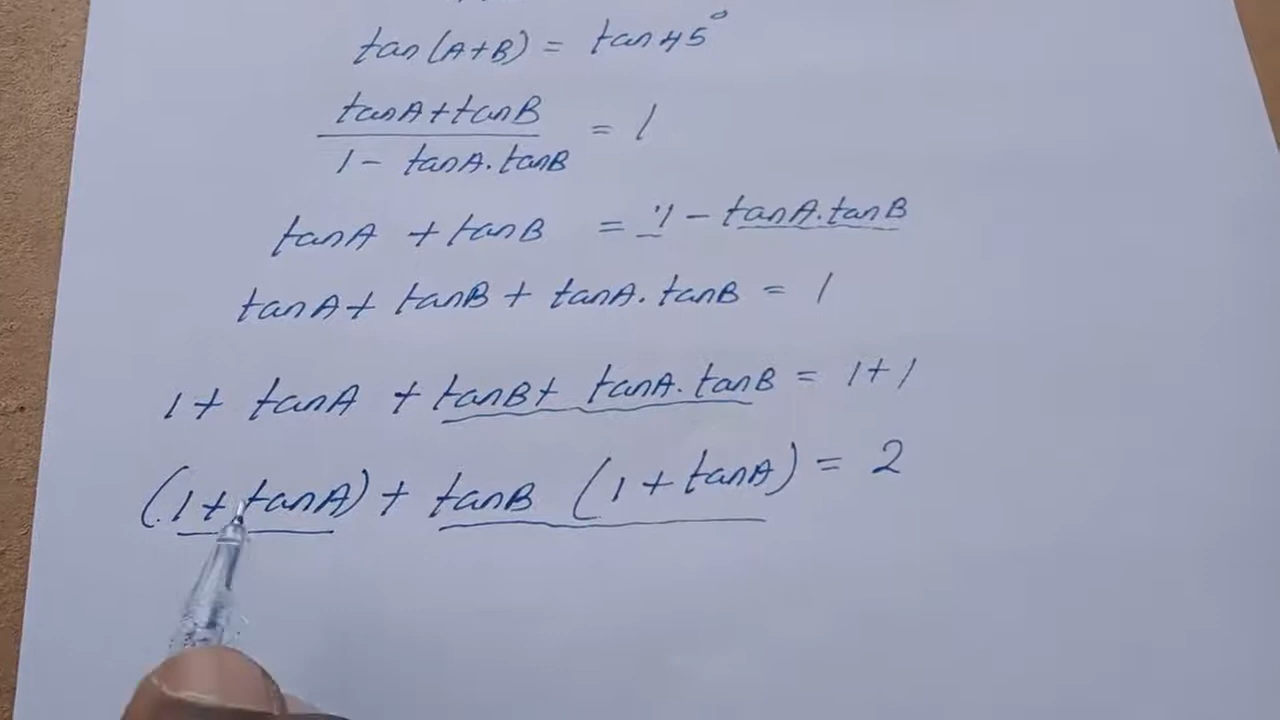 tan(A+B) = tan45°
tanA+tanB / 1 - tanA.tanB = 1
tanA + tanB = 1 - tanA.tanB
tanA + tanB + tanA.tanB = 1
1 + tanA + tanB + tanA.tanB = 1+1
(1+tanA) + tanB (1+tanA) = 2